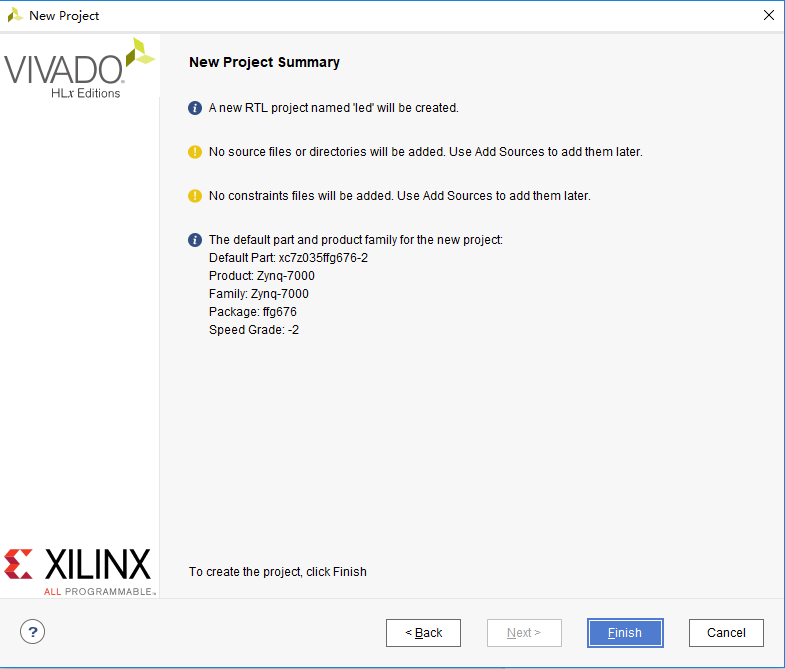 New Project
VIVADO
HLx Editions
New Project Summary
A new RTL project named 'led' will be created.
No source files or directories will be added. Use Add Sources to add them later.
No constraints files will be added. Use Add Sources to add them later.
The default part and product family for the new project:
Default Part: xc7z035ffg676-2
Product: Zynq-7000
Family: Zynq-7000
Package: ffg676
Speed Grade: -2
XILINX
ALL PROGRAMMABLE™
To create the project, click Finish
?
< Back
Next >
Finish
Cancel